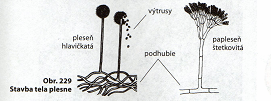 výtrusy
pleseň
hlavičkatá
papleseň
štetkovitá
podhubie
Obr. 229
Stavba tela plesne